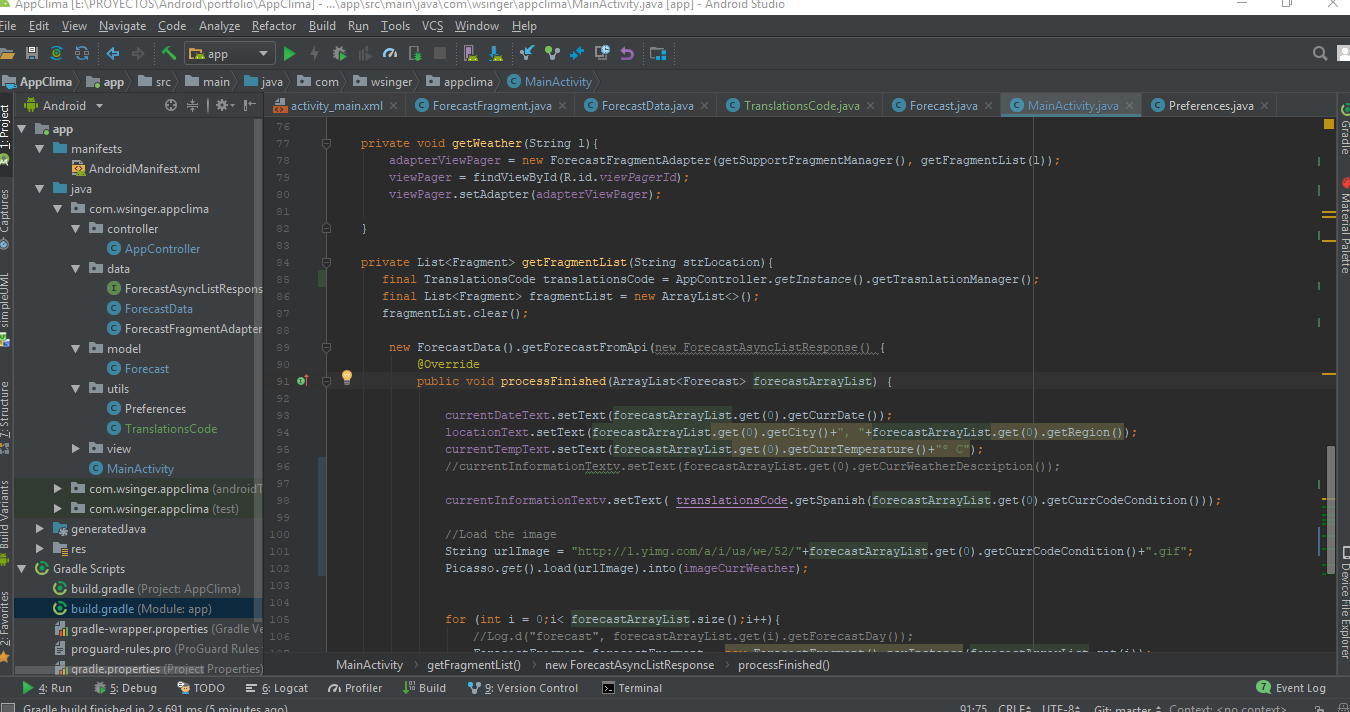 AppClima [E:\PROYECTOS\Android\portfolio\AppClima] - ...\app\src\main\java\com\wsinger\appclima\MainActivity.java [app] - Android Studio
File Edit View Navigate Code Analyze Refactor Build Run Tools VCS Window Help
app
AppClima app src main java com wsinger appclima MainActivity
Android
activity_main.xml ForecastFragment.java ForecastData.java TranslationsCode.java Forecast.java MainActivity.java Preferences.java
1: Project
Captures
simpleUML
7: Structure
Build Variants
2: Favorites
app
manifests
AndroidManifest.xml
java
com.wsinger.appclima
controller
AppController
data
ForecastAsyncListRespons
ForecastData
ForecastFragmentAdapter
model
Forecast
utils
Preferences
TranslationsCode
view
MainActivity
com.wsinger.appclima (androidT
com.wsinger.appclima (test)
generatedJava
res
Gradle Scripts
build.gradle (Project: AppClima)
build.gradle (Module: app)
gradle-wrapper.properties (Gradle Ve
proguard-rules.pro (ProGuard Rules
gradle.properties (Project Properties)
76
77 private void getWeather(String l){
78 adapterViewPager = new ForecastFragmentAdapter(getSupportFragmentManager(), getFragmentList(l));
79 viewPager = findViewById(R.id.viewPagerId);
80 viewPager.setAdapter(adapterViewPager);
81
82 }
83
84 private List<Fragment> getFragmentList(String strLocation){
85 final TranslationsCode translationsCode = AppController.getInstance().getTrasnlationManager();
86 final List<Fragment> fragmentList = new ArrayList<>();
87 fragmentList.clear();
88
89 new ForecastData().getForecastFromApi(new ForecastAsyncListResponse() {
90 @Override
91 public void processFinished(ArrayList<Forecast> forecastArrayList) {
92
93 currentDateText.setText(forecastArrayList.get(0).getCurrDate());
94 locationText.setText(forecastArrayList.get(0).getCity()+", "+forecastArrayList.get(0).getRegion());
95 currentTempText.setText(forecastArrayList.get(0).getCurrTemperature()+"° C");
96 //currentInformationTextv.setText(forecastArrayList.get(0).getCurrWeatherDescription());
97
98 currentInformationTextv.setText( translationsCode.getSpanish(forecastArrayList.get(0).getCurrCodeCondition()));
99
100 //Load the image
101 String urlImage = "http://l.yimg.com/a/i/us/we/52/"+forecastArrayList.get(0).getCurrCodeCondition()+".gif";
102 Picasso.get().load(urlImage).into(imageCurrWeather);
103
104
105 for (int i = 0;i< forecastArrayList.size();i++){
106 //Log.d("forecast", forecastArrayList.get(i).getForecastDay());
Gradle
Material Palette
Device File Explorer
MainActivity getFragmentList() new ForecastAsyncListResponse processFinished()
4: Run 5: Debug TODO 6: Logcat Profiler Build 9: Version Control Terminal 7 Event Log
Gradle build finished in 2 s 691 ms (5 minutes ago) 91:75 CRLF UTF-8 Git: master Context: <no context>